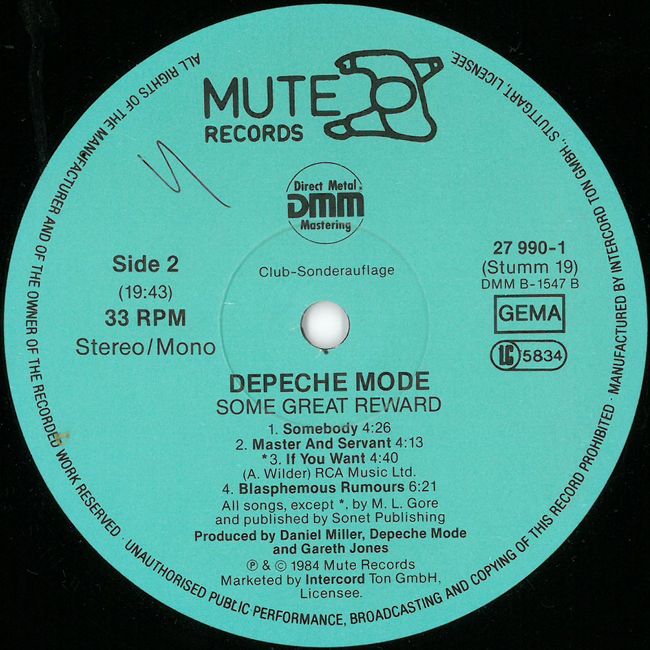 MUTE
RECORDS
Direct Metal
DMM
Mastering
Side 2
(19:43)
33 RPM
Stereo/Mono
Club-Sonderauflage
27 990-1
(Stumm 19)
DMM B-1547 B
GEMA
LC 5834
DEPECHE MODE
SOME GREAT REWARD
1. Somebody 4:26
2. Master And Servant 4:13
*3. If You Want 4:40
(A. Wilder) RCA Music Ltd.
4. Blasphemous Rumours 6:21
All songs, except *, by M. L. Gore
and published by Sonet Publishing
Produced by Daniel Miller, Depeche Mode
and Gareth Jones
℗ & © 1984 Mute Records
Marketed by Intercord Ton GmbH,
Licensee.
ALL RIGHTS OF THE MANUFACTURER AND OF THE OWNER OF THE RECORDED WORK RESERVED · UNAUTHORISED PUBLIC PERFORMANCE, BROADCASTING AND COPYING OF THIS RECORD PROHIBITED · MANUFACTURED BY INTERCORD TON GMBH., STUTTGART, LICENSEE.